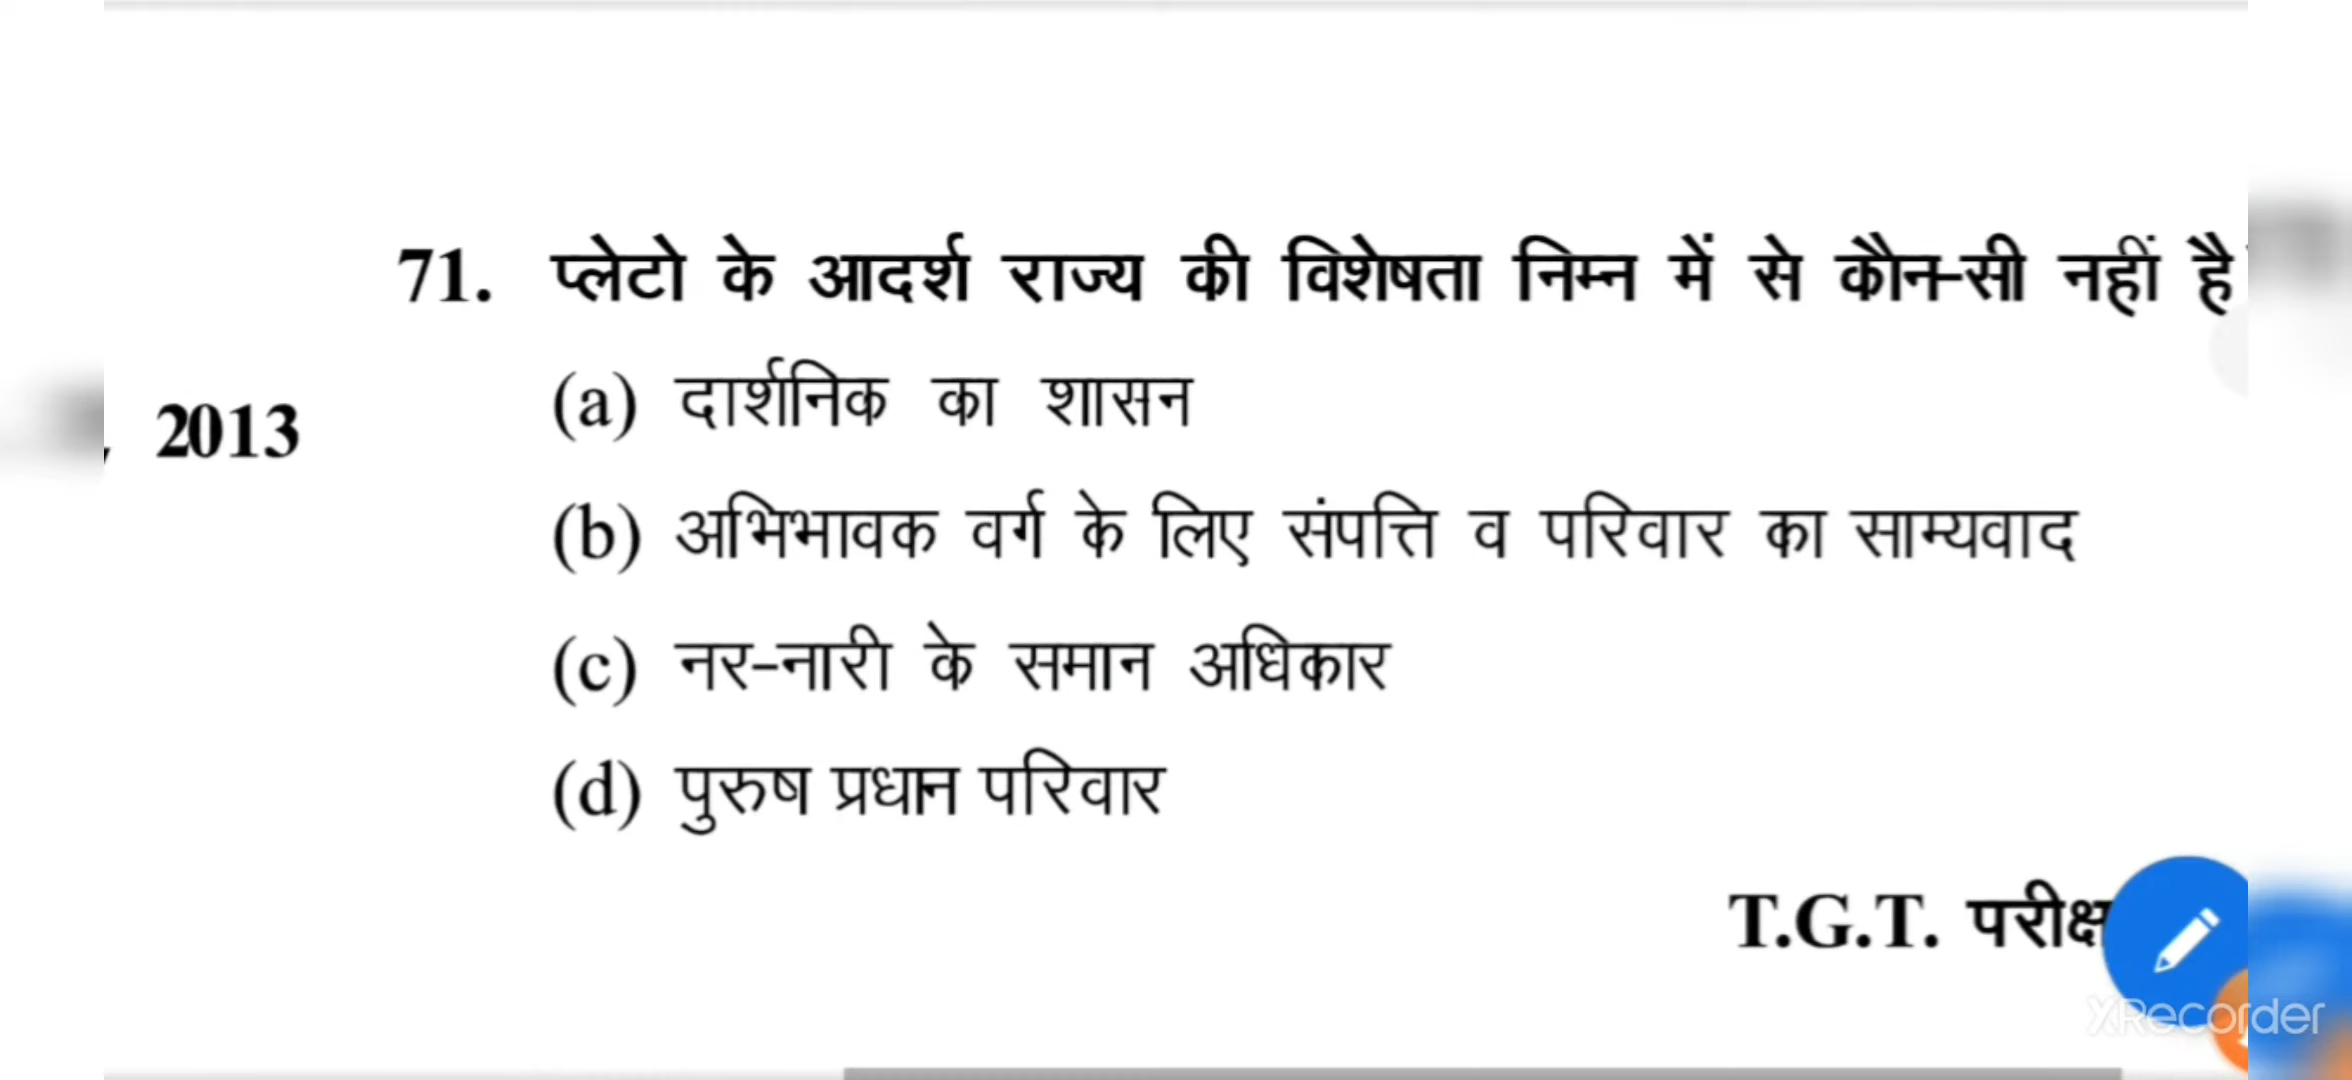 71. प्लेटो के आदर्श राज्य की विशेषता निम्न में से कौन-सी नहीं है
(a) दार्शनिक का शासन
, 2013
(b) अभिभावक वर्ग के लिए संपत्ति व परिवार का साम्यवाद
(c) नर-नारी के समान अधिकार
(d) पुरुष प्रधान परिवार
T.G.T.
XRecorder